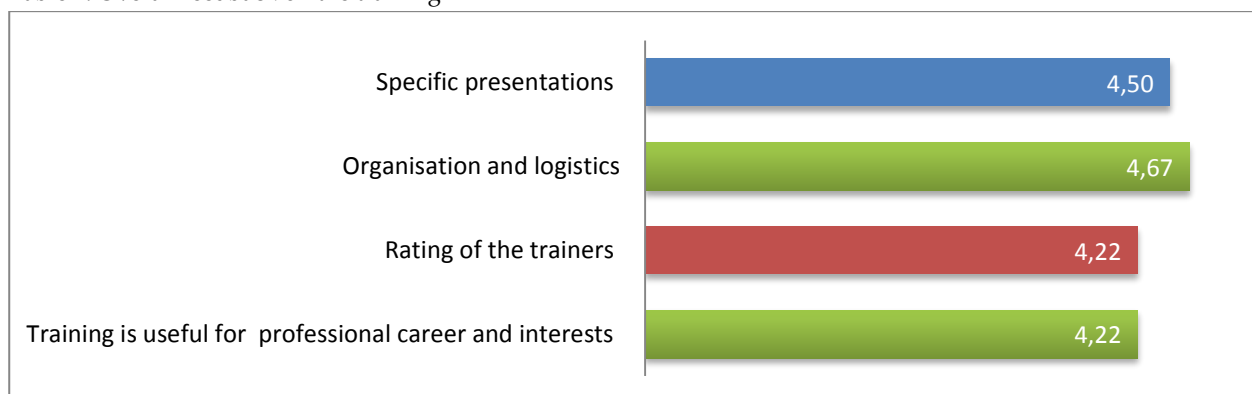 Specific presentations
4,50
Organisation and logistics
4,67
Rating of the trainers
4,22
Training is useful for professional career and interests
4,22